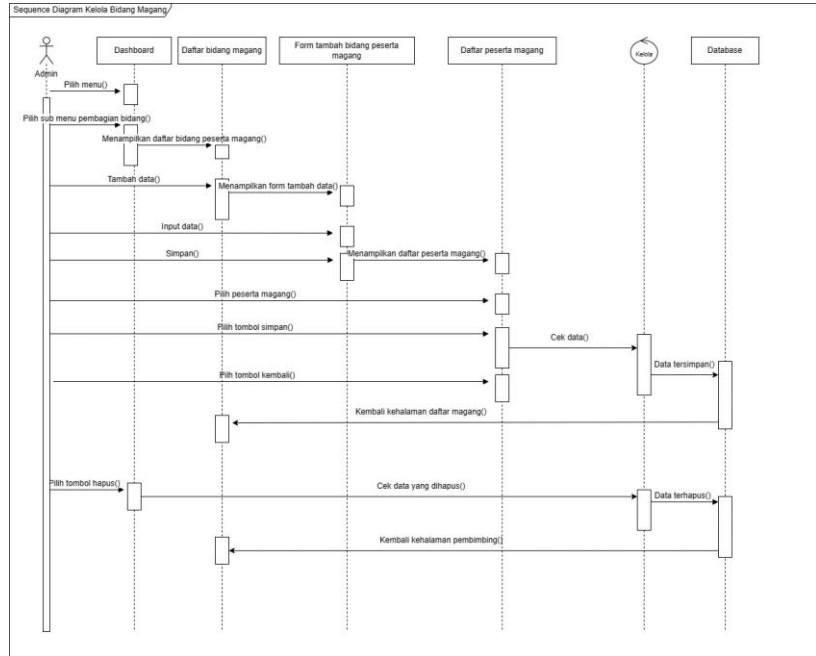 Sequence Diagram Kelola Bidang Magang
Dashboard
Daftar bidang magang
Form tambah bidang peserta
magang
Daftar peserta magang
Kelola
Database
Admin
Pilih menu()
Pilih sub menu pembagian bidang()
Menampilkan daftar bidang peserta magang()
Tambah data()
Menampilkan form tambah data()
Input data()
Simpan()
Menampilkan daftar peserta magang()
Pilih peserta magang()
Pilih tombol simpan()
Cek data()
Data tersimpan()
Pilh tombol kembali()
Kembali kehalaman daftar magang()
Pilih tombol hapus()
Cek data yang dihapus()
Data terhapus()
Kembali kehalaman pembimbing()